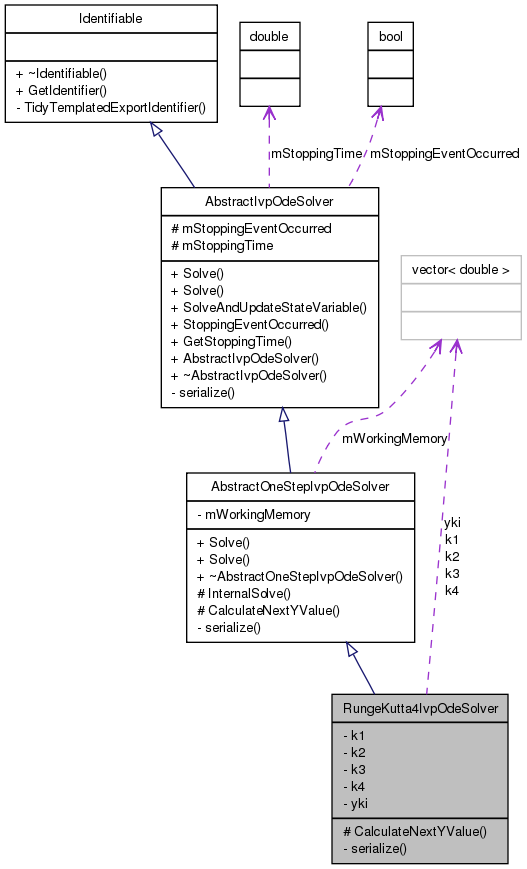 Identifiable
+ ~Identifiable()
+ GetIdentifier()
- TidyTemplatedExportIdentifier()
double
bool
mStoppingTime
mStoppingEventOccurred
AbstractIvpOdeSolver
# mStoppingEventOccurred
# mStoppingTime
+ Solve()
+ Solve()
+ SolveAndUpdateStateVariable()
+ StoppingEventOccurred()
+ GetStoppingTime()
+ AbstractIvpOdeSolver()
+ ~AbstractIvpOdeSolver()
- serialize()
vector< double >
mWorkingMemory
AbstractOneStepIvpOdeSolver
- mWorkingMemory
+ Solve()
+ Solve()
+ ~AbstractOneStepIvpOdeSolver()
# InternalSolve()
# CalculateNextYValue()
- serialize()
yki
k1
k2
k3
k4
RungeKutta4IvpOdeSolver
- k1
- k2
- k3
- k4
- yki
# CalculateNextYValue()
- serialize()